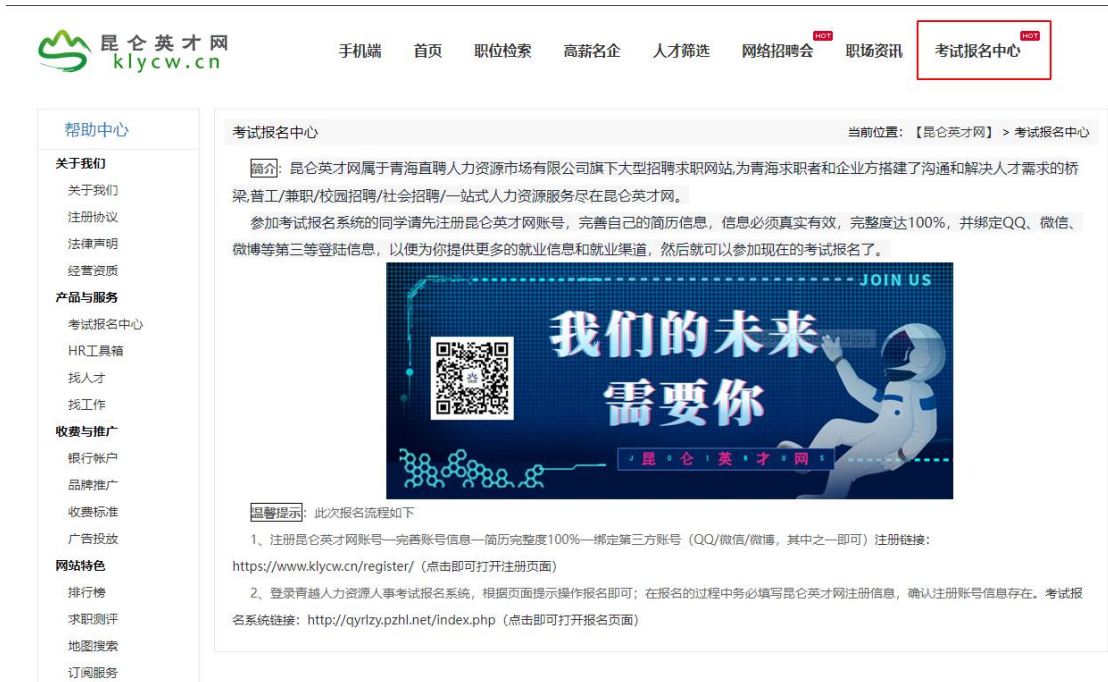 昆仑英才网
klycw.cn
手机端 首页 职位检索 高薪名企 人才筛选 网络招聘会 HOT 职场资讯 考试报名中心 HOT
帮助中心
关于我们
关于我们
注册协议
法律声明
经营资质
产品与服务
考试报名中心
HR工具箱
找人才
找工作
收费与推广
银行帐户
品牌推广
收费标准
广告投放
网站特色
排行榜
求职测评
地图搜索
订阅服务
考试报名中心 当前位置：【昆仑英才网】 > 考试报名中心
简介：昆仑英才网属于青海直聘人力资源市场有限公司旗下大型招聘求职网站,为青海求职者和企业方搭建了沟通和解决人才需求的桥
梁,普工/兼职/校园招聘/社会招聘/一站式人力资源服务尽在昆仑英才网。
参加考试报名系统的同学请先注册昆仑英才网账号，完善自己的简历信息，信息必须真实有效，完整度达100%，并绑定QQ、微信、
微博等第三等登陆信息，以便为你提供更多的就业信息和就业渠道，然后就可以参加现在的考试报名了。
JOIN US
我们的未来
需要你
昆仑英才网
温馨提示：此次报名流程如下
1、注册昆仑英才网账号—完善账号信息—简历完整度100%—绑定第三方账号（QQ/微信/微博，其中之一即可）注册链接：
https://www.klycw.cn/register/（点击即可打开注册页面）
2、登录青越人力资源人事考试报名系统，根据页面提示操作报名即可；在报名的过程中务必填写昆仑英才网注册信息，确认注册账号信息存在。考试报
名系统链接：http://qyrlzy.pzhl.net/index.php（点击即可打开报名页面）